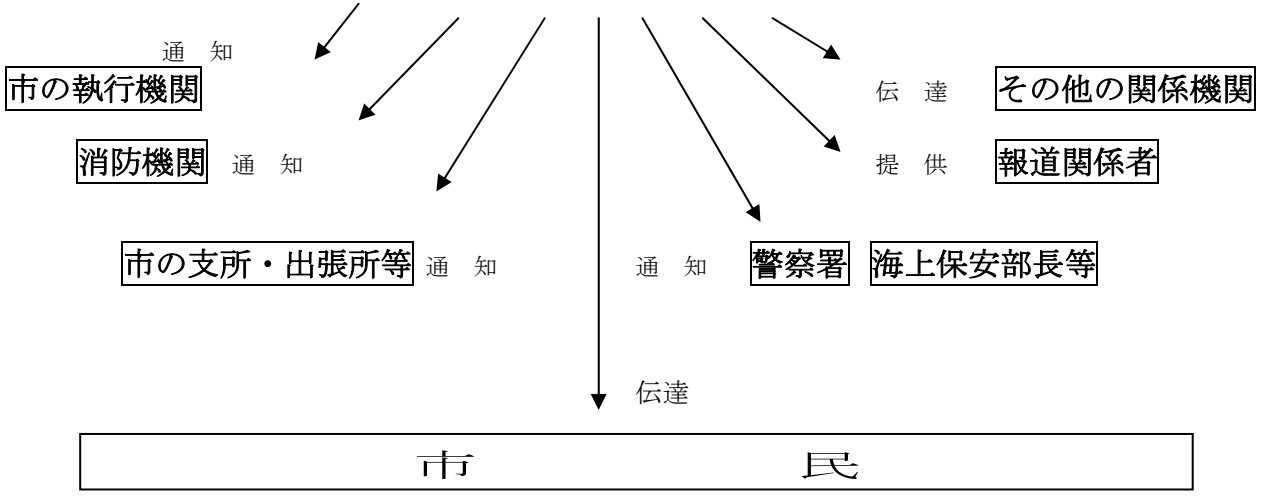 通　知
市の執行機関
伝　達　その他の関係機関
消防機関　通　知
提　供　報道関係者
市の支所・出張所等　通　知
通　知　警察署　海上保安部長等
伝達
市　民